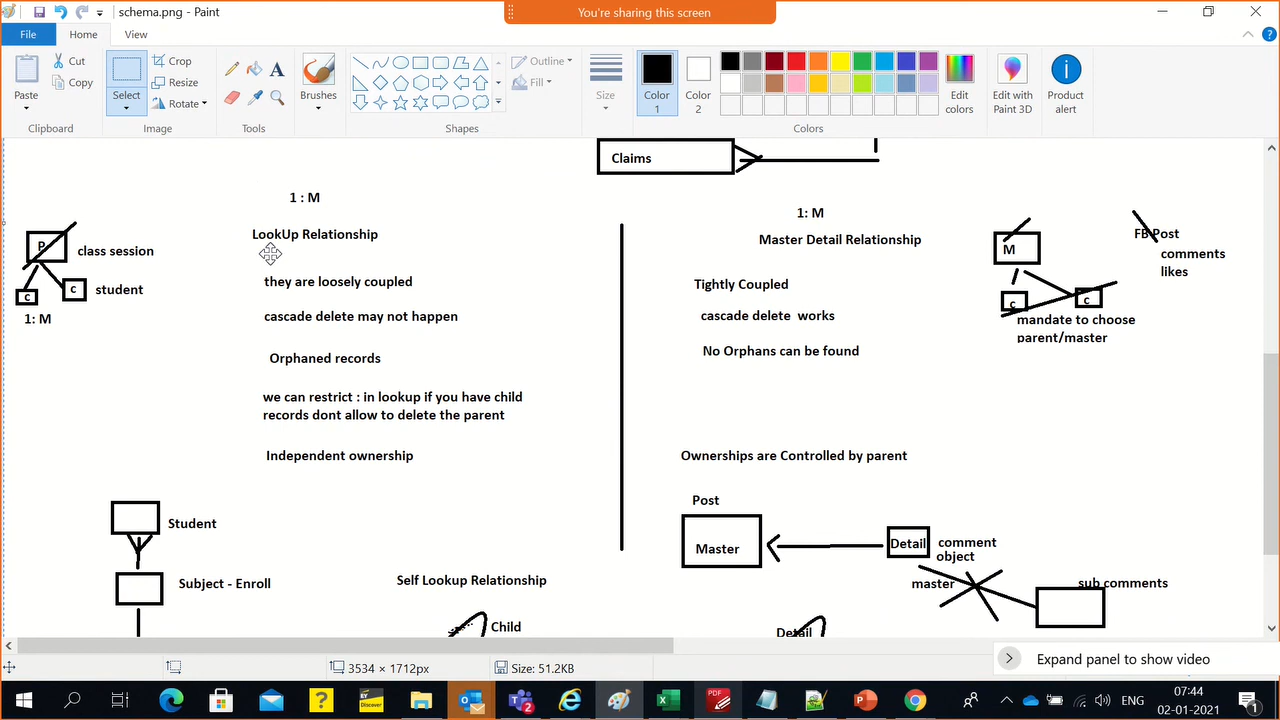 schema.png - Paint
You're sharing this screen
File
Home
View
Paste
Cut
Copy
Clipboard
Select
Crop
Resize
Rotate
Image
Tools
Brushes
Outline
Fill
Shapes
Size
Color
1
Color
2
Edit
colors
Colors
Edit with
Paint 3D
Product
alert
Claims
1 : M
LookUp Relationship
P
class session
c
c
student
1: M
they are loosely coupled
cascade delete may not happen
Orphaned records
we can restrict : in lookup if you have child
records dont allow to delete the parent
Independent ownership
Student
Subject - Enroll
Self Lookup Relationship
Child
1: M
Master Detail Relationship
Tightly Coupled
cascade delete works
No Orphans can be found
M
c
c
mandate to choose
parent/master
FB Post
comments
likes
Ownerships are Controlled by parent
Post
Master
Detail
comment
object
master
sub comments
Detail
3534 × 1712px
Size: 51.2KB
Expand panel to show video
EY
Discover
PDF
ENG
07:44
02-01-2021
1